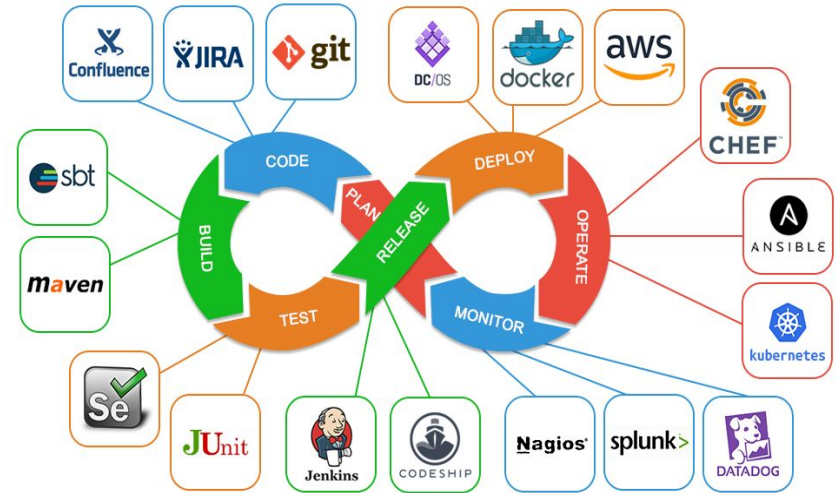 Confluence
JIRA
git
DC/OS
docker
aws
CHEF™
sbt
maven
CODE
PLAN
BUILD
TEST
RELEASE
DEPLOY
OPERATE
MONITOR
ANSIBLE
kubernetes
Se
JUnit
Jenkins
CODESHIP
Nagios®
splunk>
DATADOG